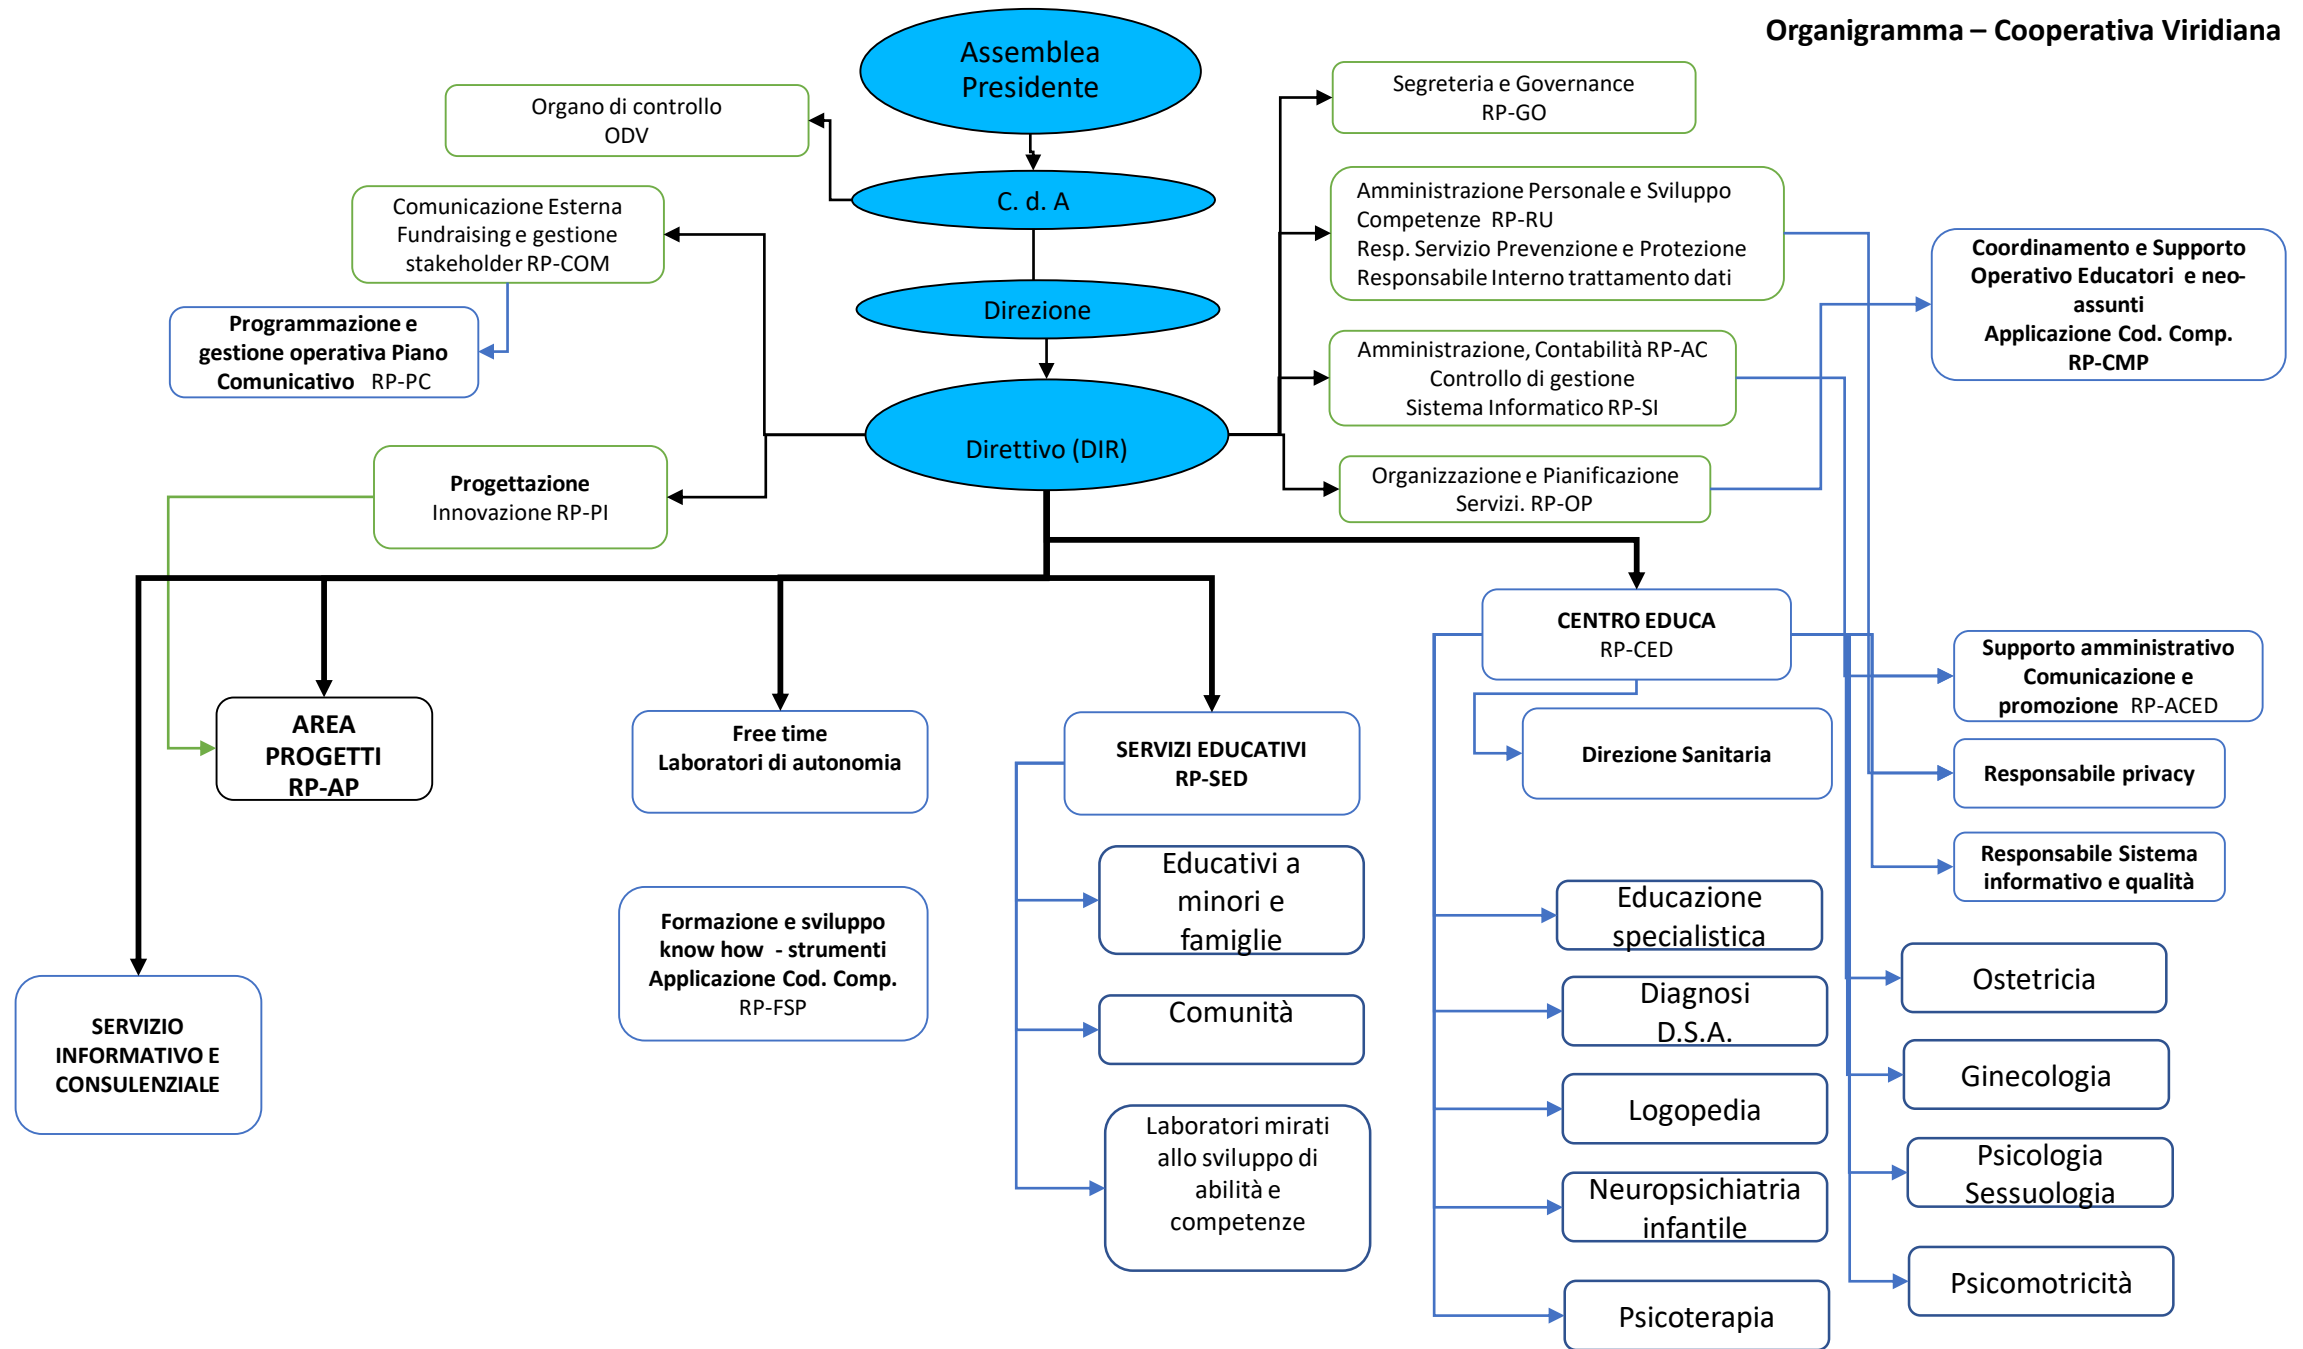 Organigramma – Cooperativa Viridiana
Assemblea
Presidente
Segreteria e Governance
RP-GO
Organo di controllo
ODV
C. d. A
Amministrazione Personale e Sviluppo
Competenze RP-RU
Resp. Servizio Prevenzione e Protezione
Responsabile Interno trattamento dati
Comunicazione Esterna
Fundraising e gestione
stakeholder RP-COM
Coordinamento e Supporto
Operativo Educatori e neo-
assunti
Applicazione Cod. Comp.
RP-CMP
Direzione
Programmazione e
gestione operativa Piano
Comunicativo RP-PC
Amministrazione, Contabilità RP-AC
Controllo di gestione
Sistema Informatico RP-SI
Direttivo (DIR)
Progettazione
Innovazione RP-PI
Organizzazione e Pianificazione
Servizi. RP-OP
CENTRO EDUCA
RP-CED
Supporto amministrativo
Comunicazione e
promozione RP-ACED
AREA
PROGETTI
RP-AP
Free time
Laboratori di autonomia
SERVIZI EDUCATIVI
RP-SED
Direzione Sanitaria
Responsabile privacy
Responsabile Sistema
informativo e qualità
Educativi a
minori e
famiglie
Formazione e sviluppo
know how - strumenti
Applicazione Cod. Comp.
RP-FSP
Educazione
specialistica
Ostetricia
SERVIZIO
INFORMATIVO E
CONSULENZIALE
Comunità
Diagnosi
D.S.A.
Ginecologia
Logopedia
Laboratori mirati
allo sviluppo di
abilità e
competenze
Psicologia
Sessuologia
Neuropsichiatria
infantile
Psicomotricità
Psicoterapia